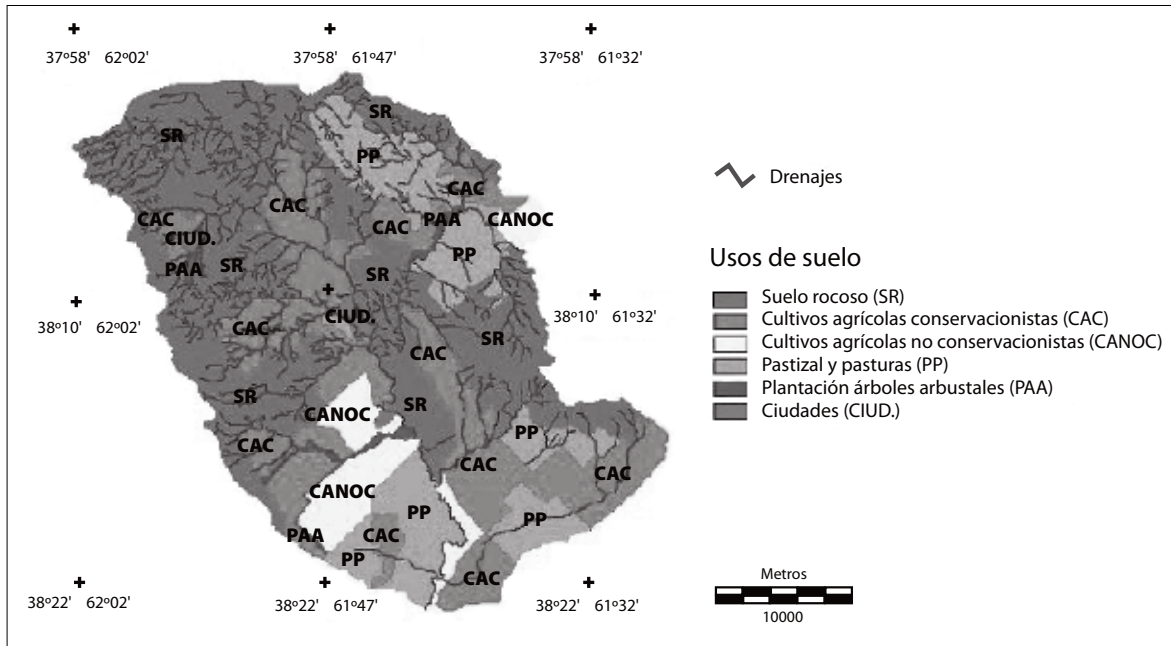 37º58' 62º02'
37º58' 61º47'
37º58' 61º32'
SR
SR
PP
CAC
CAC
CAC
CAC
PAA
CANOC
CIUD.
PP
PAA
SR
SR
38º10' 62º02'
CIUD.
38º10' 61º32'
CAC
CAC
SR
SR
CANOC
SR
PP
CAC
CAC
CAC
CANOC
PP
PP
PAA
CAC
PP
CAC
38º22' 62º02'
38º22' 61º47'
38º22' 61º32'
Drenajes
Usos de suelo
Suelo rocoso (SR)
Cultivos agrícolas conservacionistas (CAC)
Cultivos agrícolas no conservacionistas (CANOC)
Pastizal y pasturas (PP)
Plantación árboles arbustales (PAA)
Ciudades (CIUD.)
Metros
10000